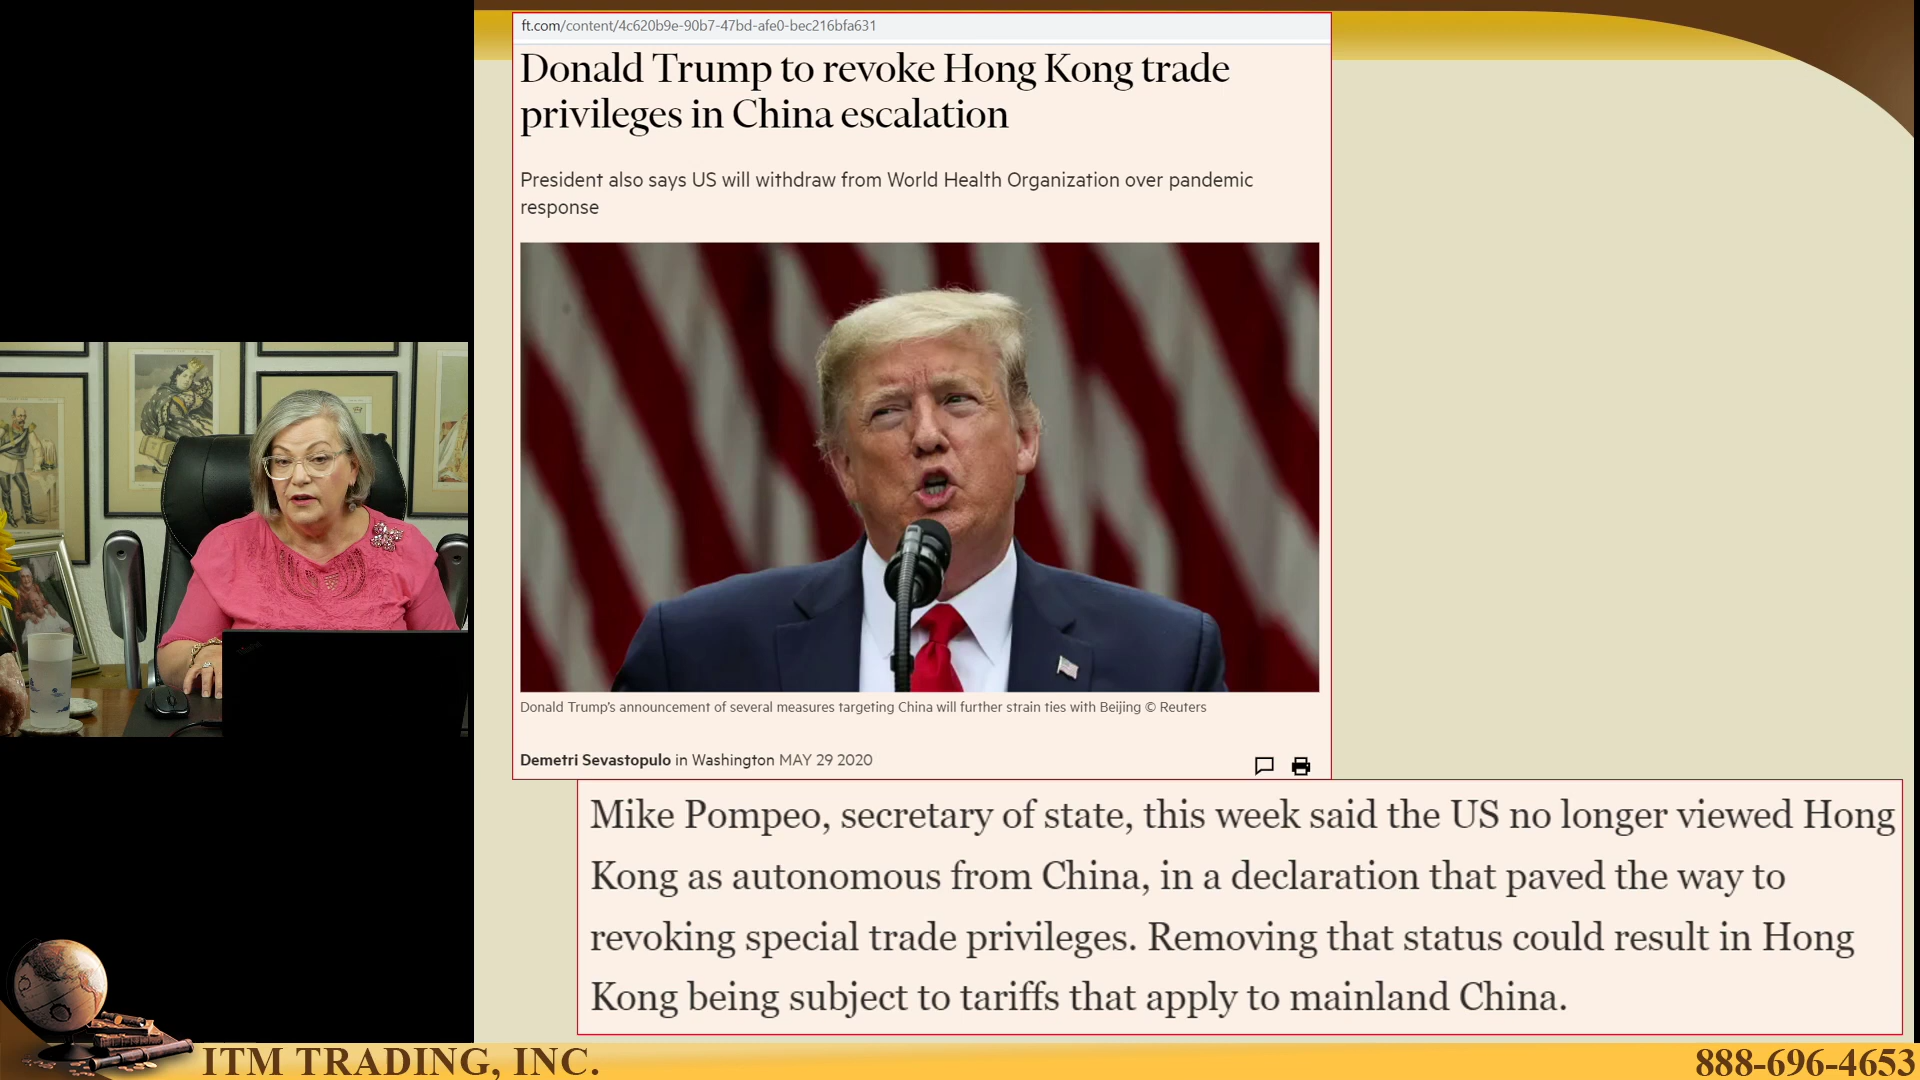 ft.com/content/4c620b9e-90b7-47bd-afe0-bec216bfa631
Donald Trump to revoke Hong Kong trade
privileges in China escalation
President also says US will withdraw from World Health Organization over pandemic
response
Donald Trump's announcement of several measures targeting China will further strain ties with Beijing © Reuters
Demetri Sevastopulo in Washington MAY 29 2020
Mike Pompeo, secretary of state, this week said the US no longer viewed Hong
Kong as autonomous from China, in a declaration that paved the way to
revoking special trade privileges. Removing that status could result in Hong
Kong being subject to tariffs that apply to mainland China.
ITM TRADING, INC.
888-696-4653